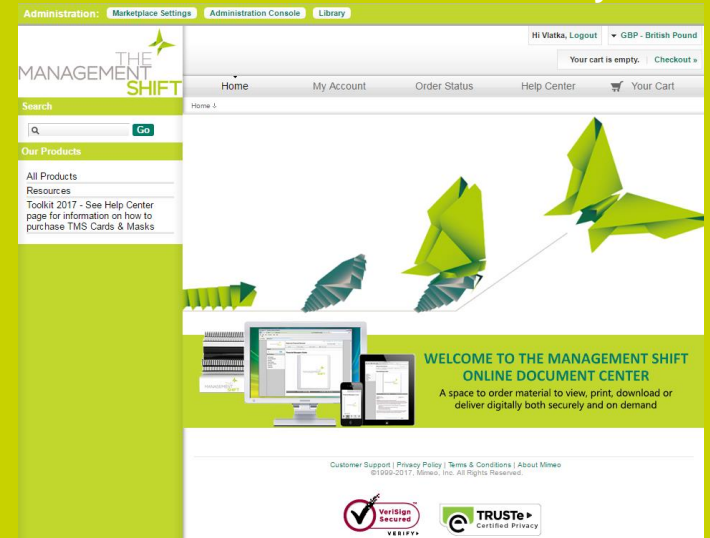 Administration: Marketplace Settings Administration Console Library
Hi Vlatka, Logout GBP - British Pound
Your cart is empty. | Checkout »
THE
MANAGEMENT
SHIFT
Home My Account Order Status Help Center Your Cart
Search
Home
Go
Our Products
All Products
Resources
Toolkit 2017 - See Help Center
page for information on how to
purchase TMS Cards & Masks
WELCOME TO THE MANAGEMENT SHIFT
ONLINE DOCUMENT CENTER
A space to order material to view, print, download or
deliver digitally both securely and on demand
Customer Support | Privacy Policy | Terms & Conditions | About Mimeo
©1999-2017, Mimeo, Inc. All Rights Reserved.
VeriSign
Secured
VERIFY
TRUSTe
Certified Privacy